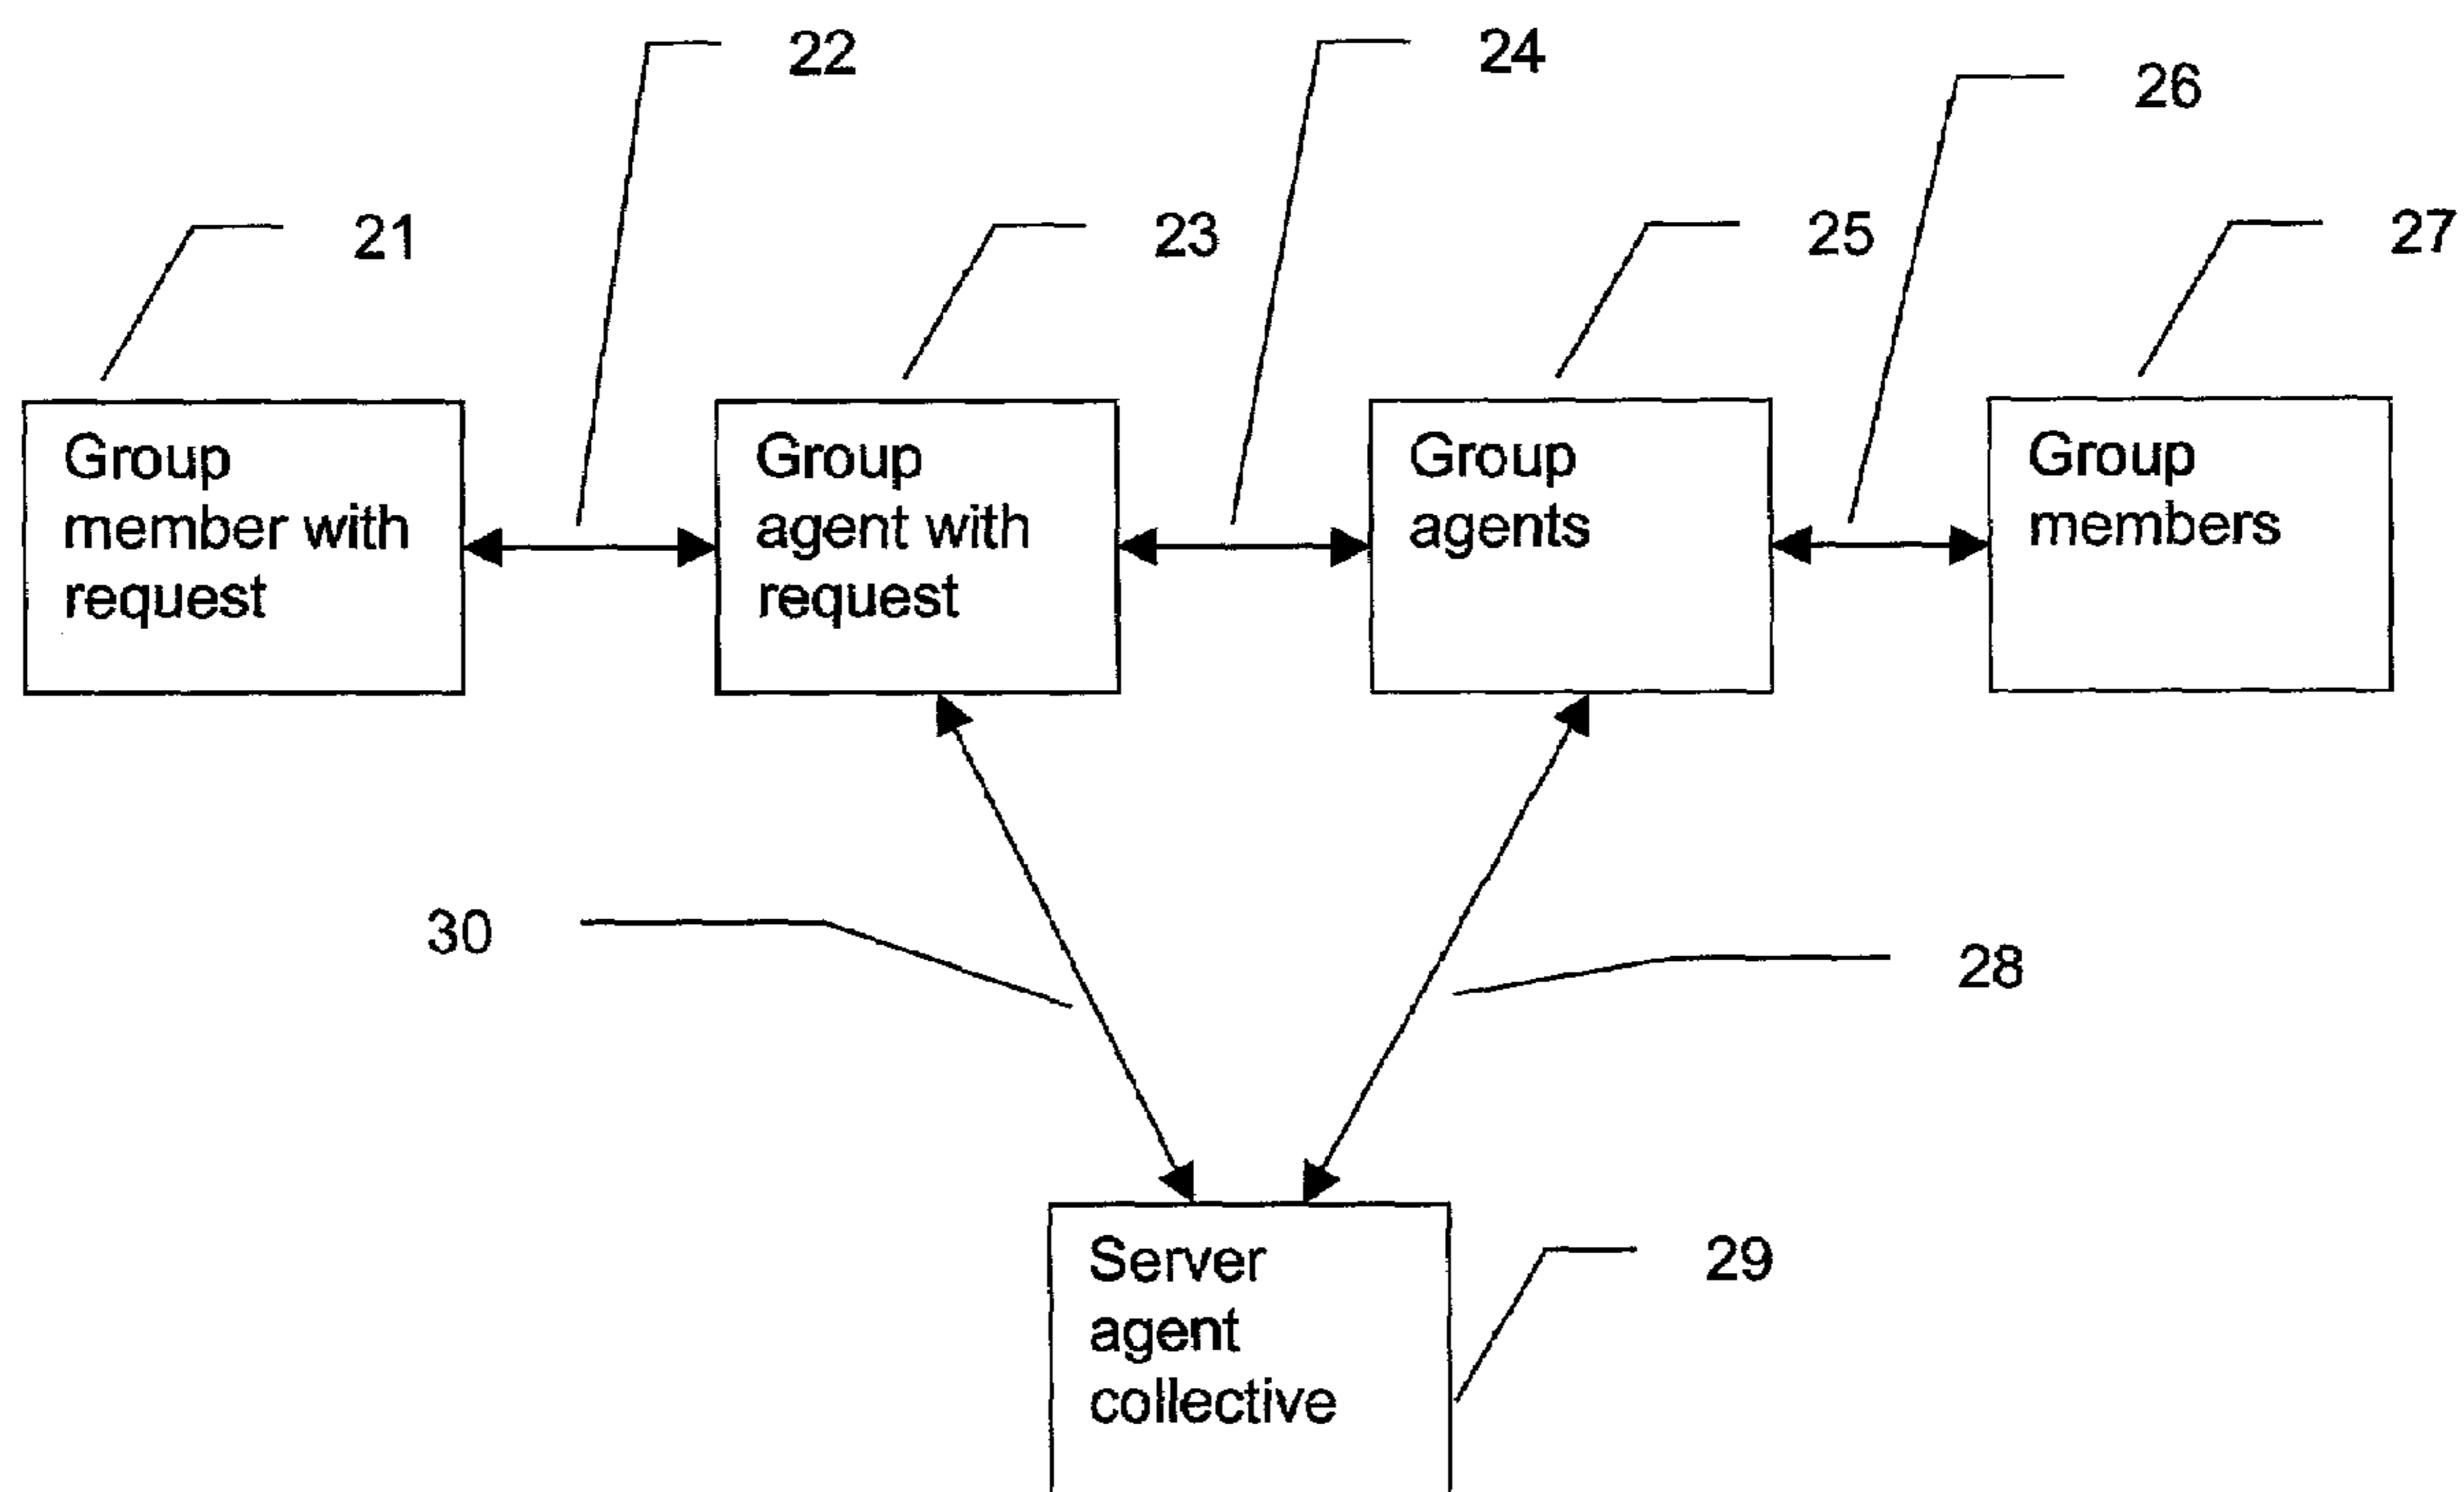 22
24
26
21
23
25
27
Group
member with
request
Group
agent with
request
Group
agents
Group
members
30
28
Server
agent
collective
29